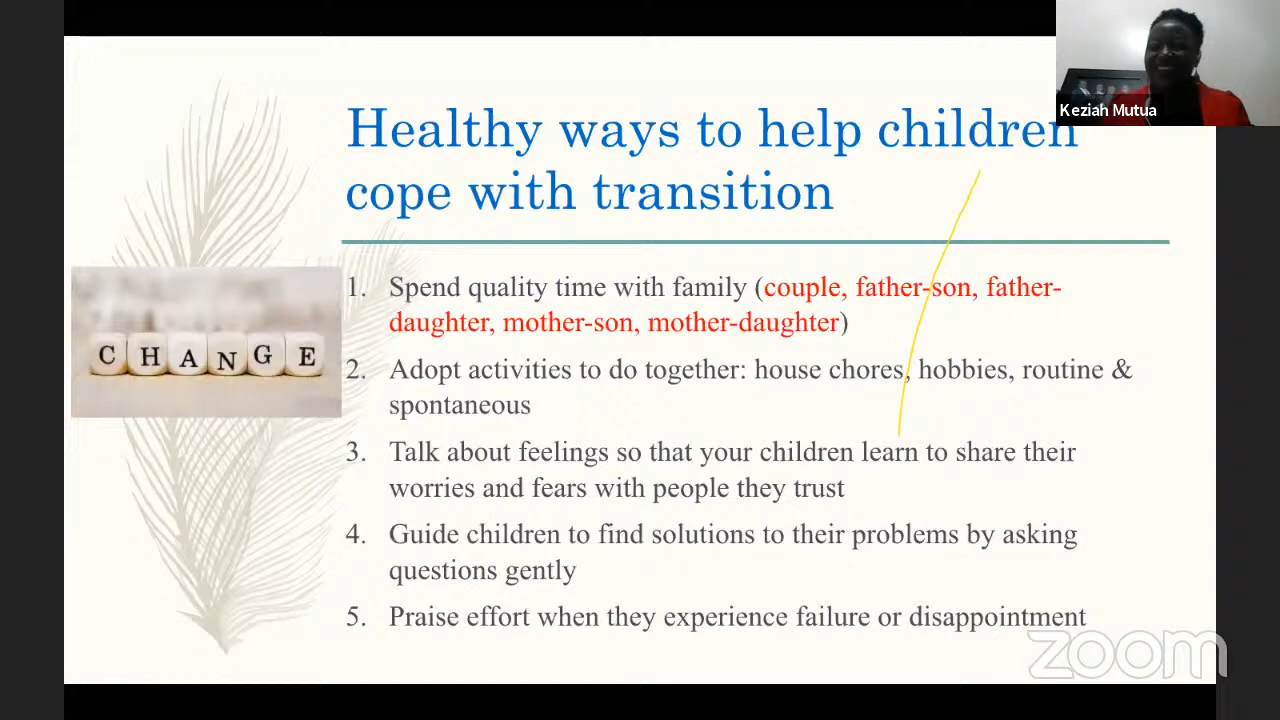 Keziah Mutua
Healthy ways to help children
cope with transition
CHANGE
1. Spend quality time with family (couple, father-son, father-
daughter, mother-son, mother-daughter)
2. Adopt activities to do together: house chores, hobbies, routine &
spontaneous
3. Talk about feelings so that your children learn to share their
worries and fears with people they trust
4. Guide children to find solutions to their problems by asking
questions gently
5. Praise effort when they experience failure or disappointment
zoom